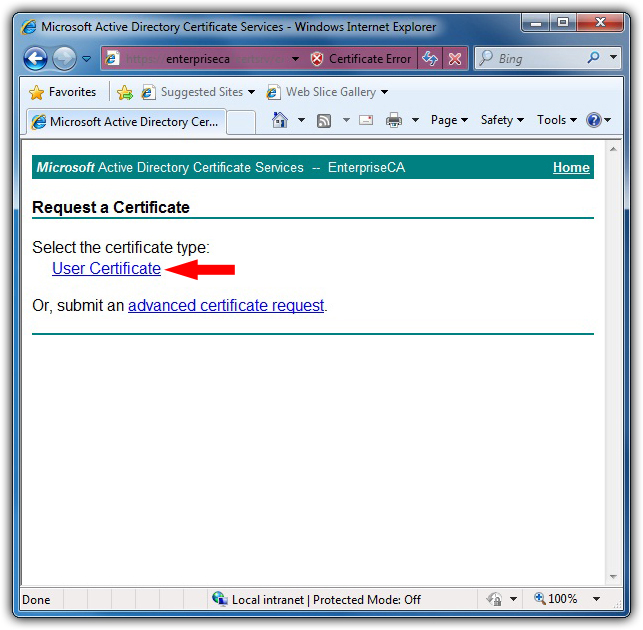 Microsoft Active Directory Certificate Services - Windows Internet Explorer
enterpriseca Certificate Error Bing
Favorites Suggested Sites Web Slice Gallery
Microsoft Active Directory Cer... Page Safety Tools
Microsoft Active Directory Certificate Services -- EnterpriseCA Home
Request a Certificate
Select the certificate type:
User Certificate
Or, submit an advanced certificate request.
Done Local intranet | Protected Mode: Off 100%